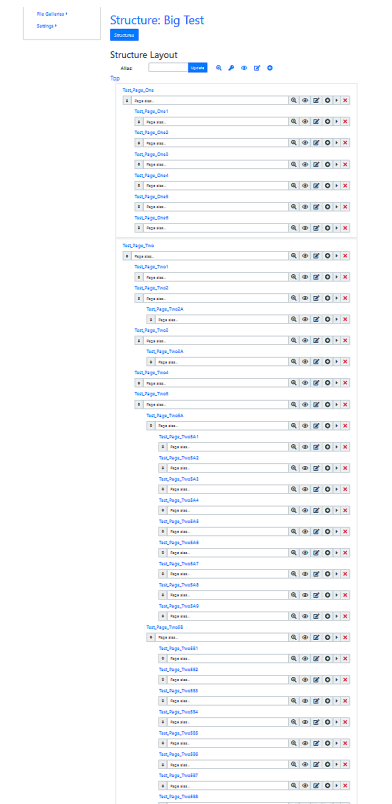 File Galleries
Settings
Structure: Big Test
Structures
Structure Layout
Alias: Update
Top
Test_Page_One
Page alias...
Test_Page_One1
Page alias...
Test_Page_One2
Page alias...
Test_Page_One3
Page alias...
Test_Page_One4
Page alias...
Test_Page_One5
Page alias...
Test_Page_One6
Page alias...
Test_Page_Two
Page alias...
Test_Page_Two1
Page alias...
Test_Page_Two2
Page alias...
Test_Page_Two2A
Page alias...
Test_Page_Two3
Page alias...
Test_Page_Two3A
Page alias...
Test_Page_Two4
Page alias...
Test_Page_Two5
Page alias...
Test_Page_Two5A
Page alias...
Test_Page_Two5A1
Page alias...
Test_Page_Two5A2
Page alias...
Test_Page_Two5A3
Page alias...
Test_Page_Two5A4
Page alias...
Test_Page_Two5A5
Page alias...
Test_Page_Two5A6
Page alias...
Test_Page_Two5A7
Page alias...
Test_Page_Two5A8
Page alias...
Test_Page_Two5A9
Page alias...
Test_Page_Two5B
Page alias...
Test_Page_Two5B1
Page alias...
Test_Page_Two5B2
Page alias...
Test_Page_Two5B3
Page alias...
Test_Page_Two5B4
Page alias...
Test_Page_Two5B5
Page alias...
Test_Page_Two5B6
Page alias...
Test_Page_Two5B7
Page alias...
Test_Page_Two5B8